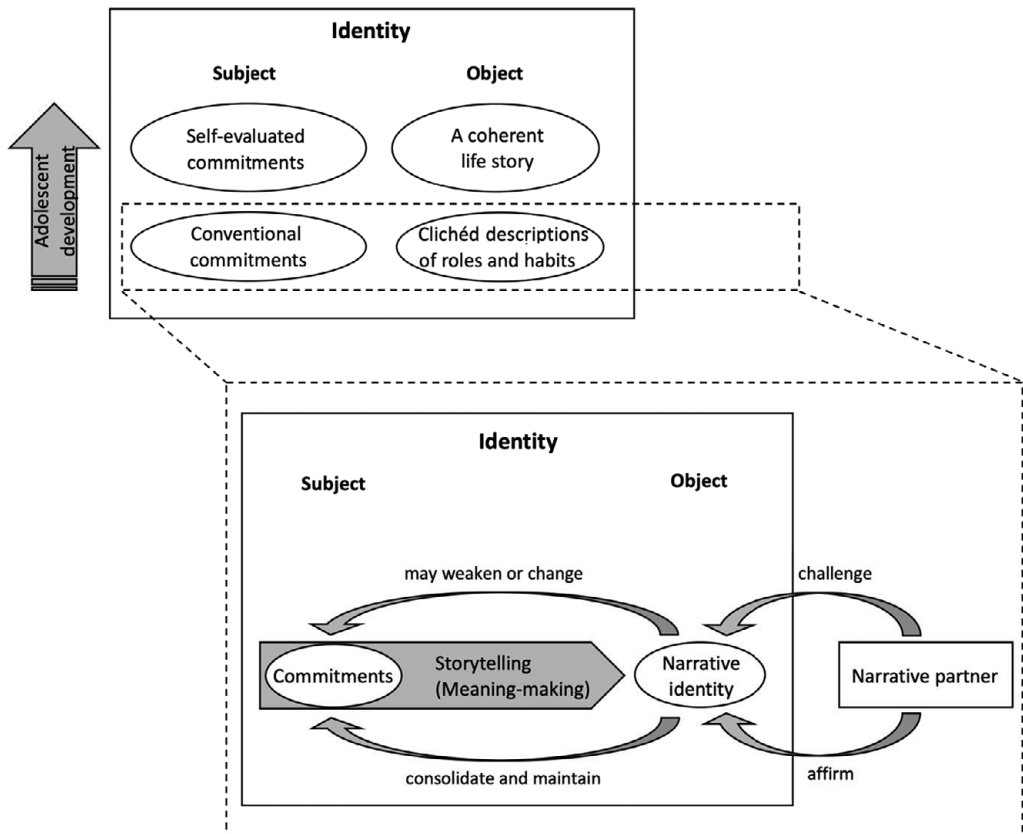 Identity
Subject
Object
Adolescent
development
Self-evaluated
commitments
A coherent
life story
Conventional
commitments
Clichéd descriptions
of roles and habits
Identity
Subject
Object
may weaken or change
challenge
Commitments
Storytelling
(Meaning-making)
Narrative
identity
Narrative partner
consolidate and maintain
affirm